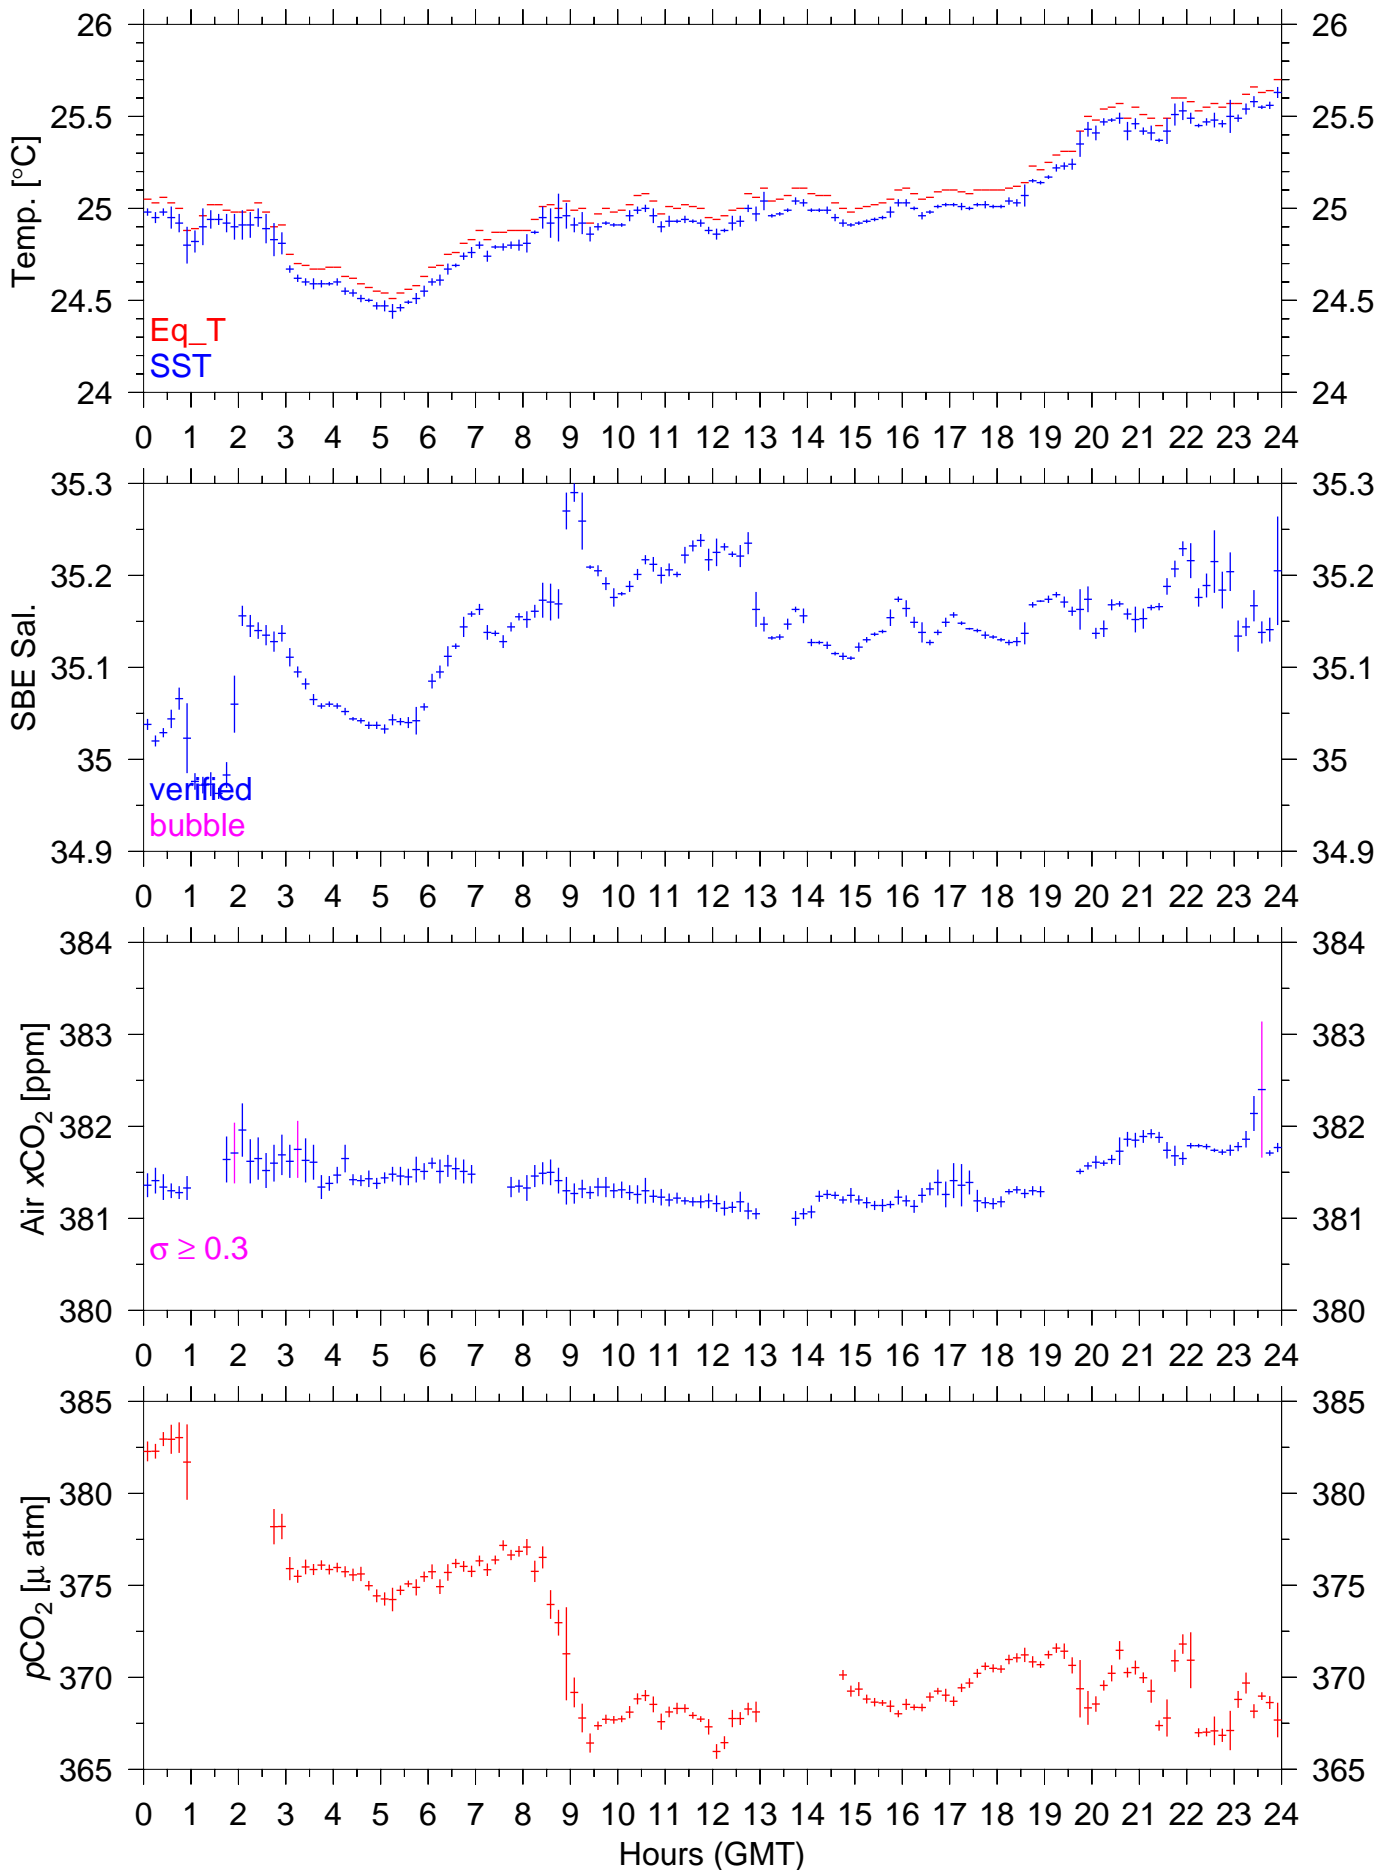 26 26
25.5 25.5
25 25
24.5 24.5
24 24
Temp. [°C]
Eq_T
SST
0 1 2 3 4 5 6 7 8 9 10 11 12 13 14 15 16 17 18 19 20 21 22 23 24
35.3 35.3
35.2 35.2
35.1 35.1
35 35
34.9 34.9
SBE Sal.
verified
bubble
0 1 2 3 4 5 6 7 8 9 10 11 12 13 14 15 16 17 18 19 20 21 22 23 24
384 384
383 383
382 382
381 381
380 380
Air xCO₂ [ppm]
σ ≥ 0.3
0 1 2 3 4 5 6 7 8 9 10 11 12 13 14 15 16 17 18 19 20 21 22 23 24
385 385
380 380
375 375
370 370
365 365
pCO₂ [μ atm]
0 1 2 3 4 5 6 7 8 9 10 11 12 13 14 15 16 17 18 19 20 21 22 23 24
Hours (GMT)